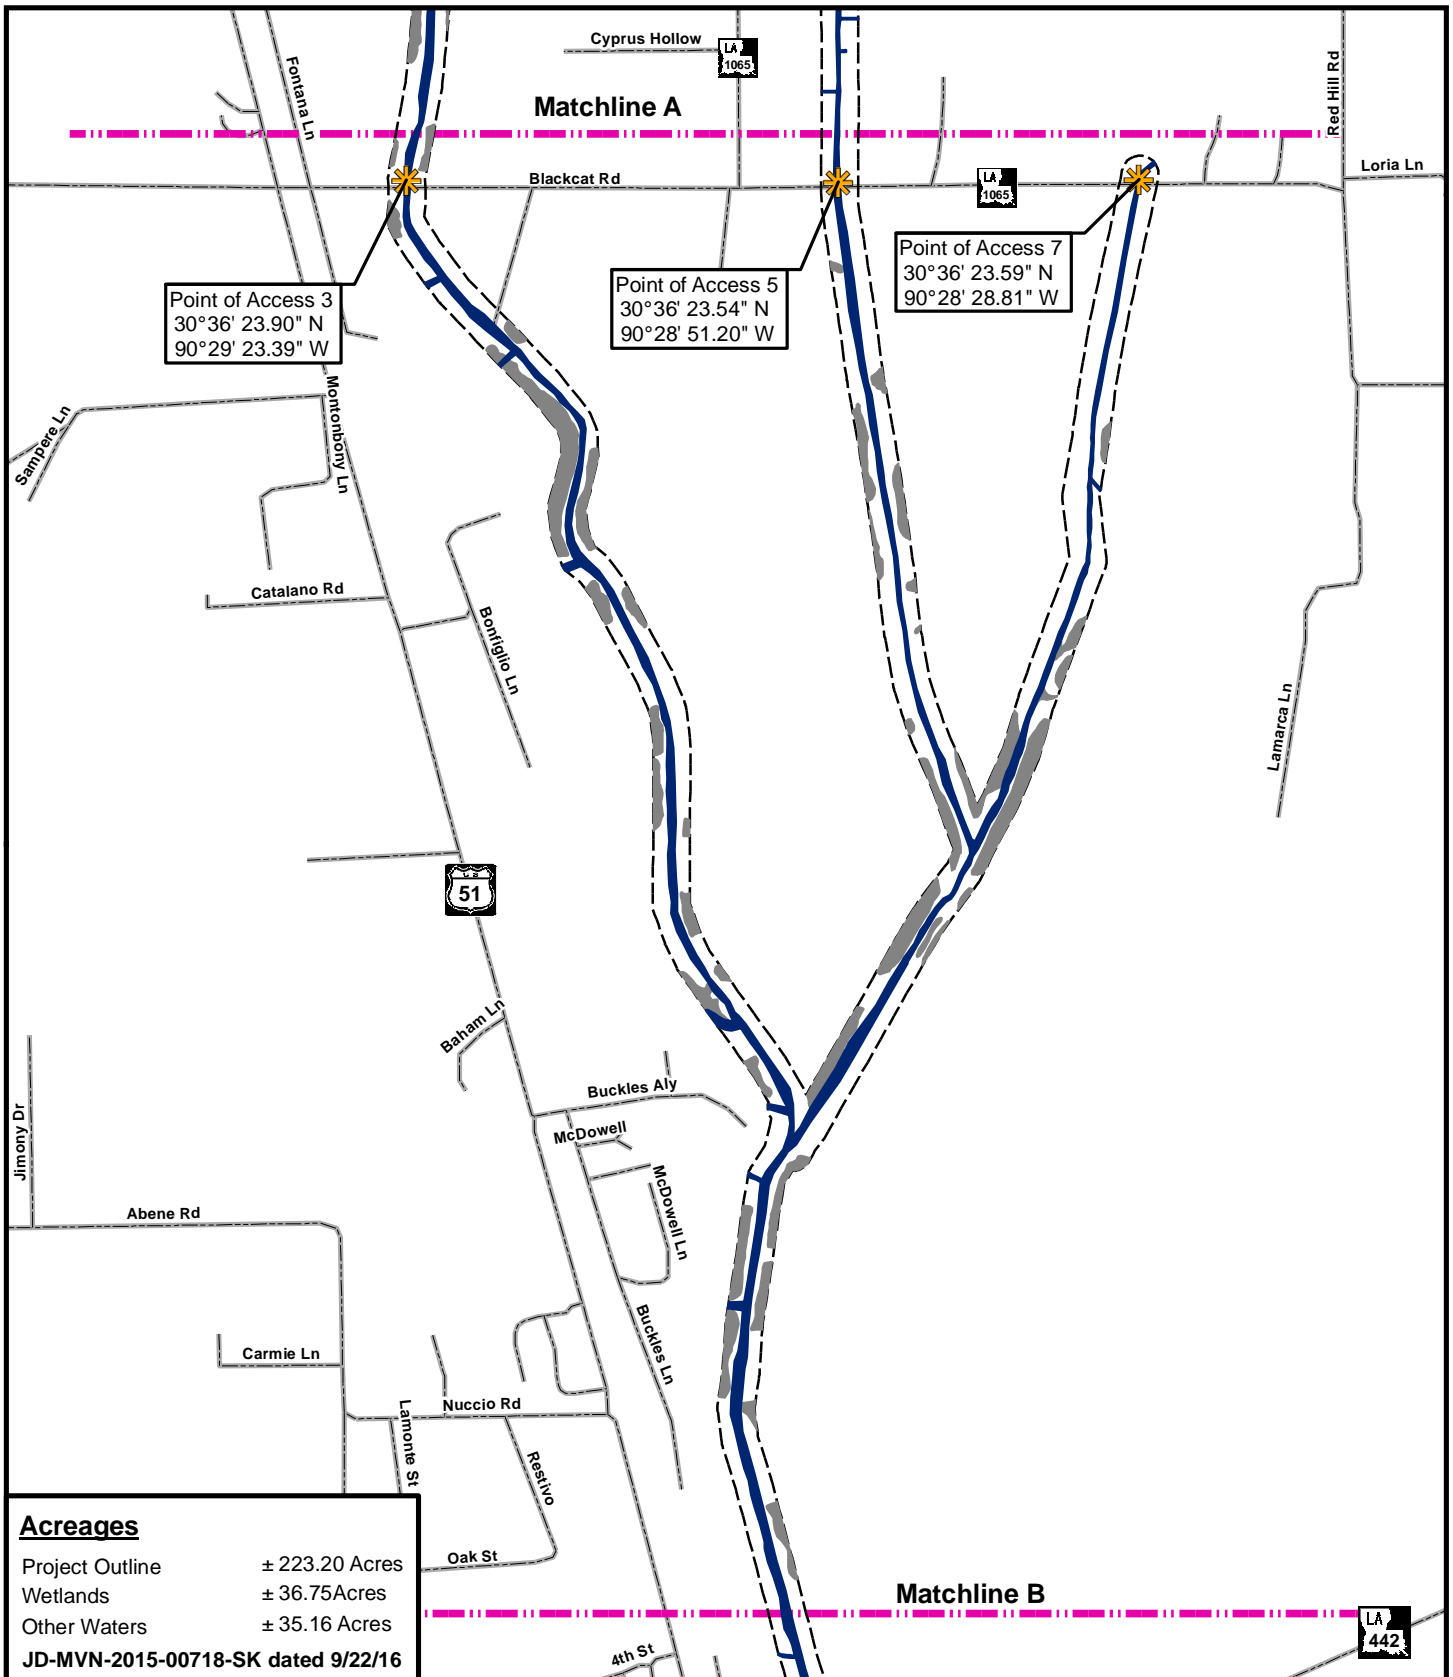 Cyprus Hollow
LA
1065
Fontana Ln
Matchline A
Red Hill Rd
Blackcat Rd
LA
1065
Loria Ln
Point of Access 3
30°36' 23.90" N
90°29' 23.39" W
Point of Access 5
30°36' 23.54" N
90°28' 51.20" W
Point of Access 7
30°36' 23.59" N
90°28' 28.81" W
Sampere Ln
Montonbony Ln
Catalano Rd
Bonfiglio Ln
Lamarca Ln
U S
51
Baham Ln
Buckles Aly
McDowell
McDowell Ln
Jimony Dr
Abene Rd
Buckles Ln
Carmie Ln
Nuccio Rd
Lamonte St
Restivo
Oak St
Acreages
Project Outline ± 223.20 Acres
Wetlands ± 36.75Acres
Other Waters ± 35.16 Acres
JD-MVN-2015-00718-SK dated 9/22/16
Matchline B
4th St
LA
442